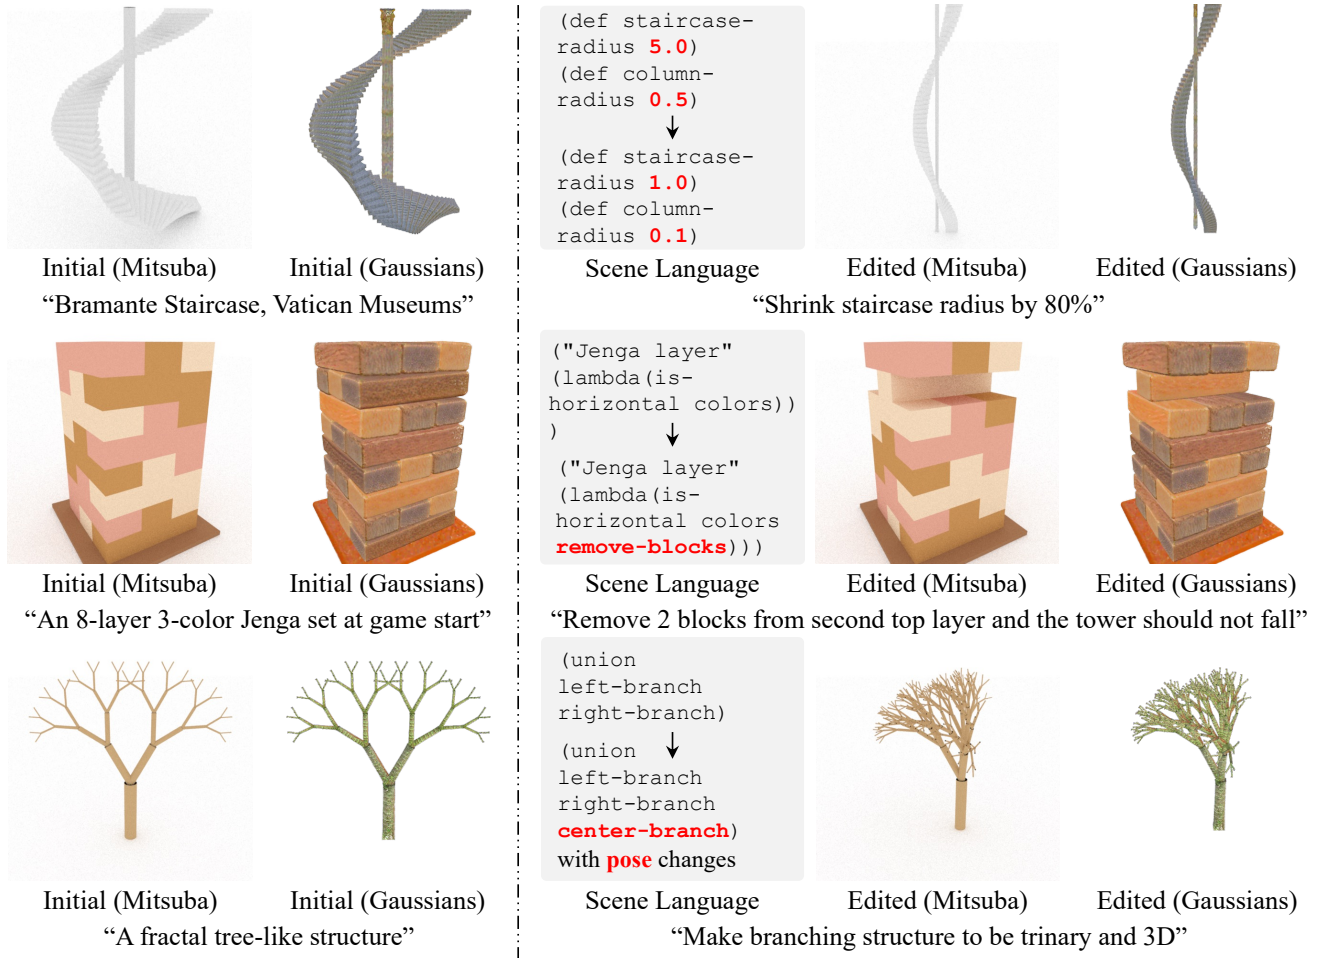 (def staircase-
radius 5.0)
(def column-
radius 0.5)
(def staircase-
radius 1.0)
(def column-
radius 0.1)
Initial (Mitsuba)
Initial (Gaussians)
Scene Language
Edited (Mitsuba)
Edited (Gaussians)
“Bramante Staircase, Vatican Museums”
“Shrink staircase radius by 80%”
("Jenga layer"
(lambda(is-
horizontal colors))
)
("Jenga layer"
(lambda(is-
horizontal colors
remove-blocks)))
Initial (Mitsuba)
Initial (Gaussians)
Scene Language
Edited (Mitsuba)
Edited (Gaussians)
“An 8-layer 3-color Jenga set at game start”
“Remove 2 blocks from second top layer and the tower should not fall”
(union
left-branch
right-branch)
(union
left-branch
right-branch
center-branch)
with pose changes
Initial (Mitsuba)
Initial (Gaussians)
Scene Language
Edited (Mitsuba)
Edited (Gaussians)
“A fractal tree-like structure”
“Make branching structure to be trinary and 3D”